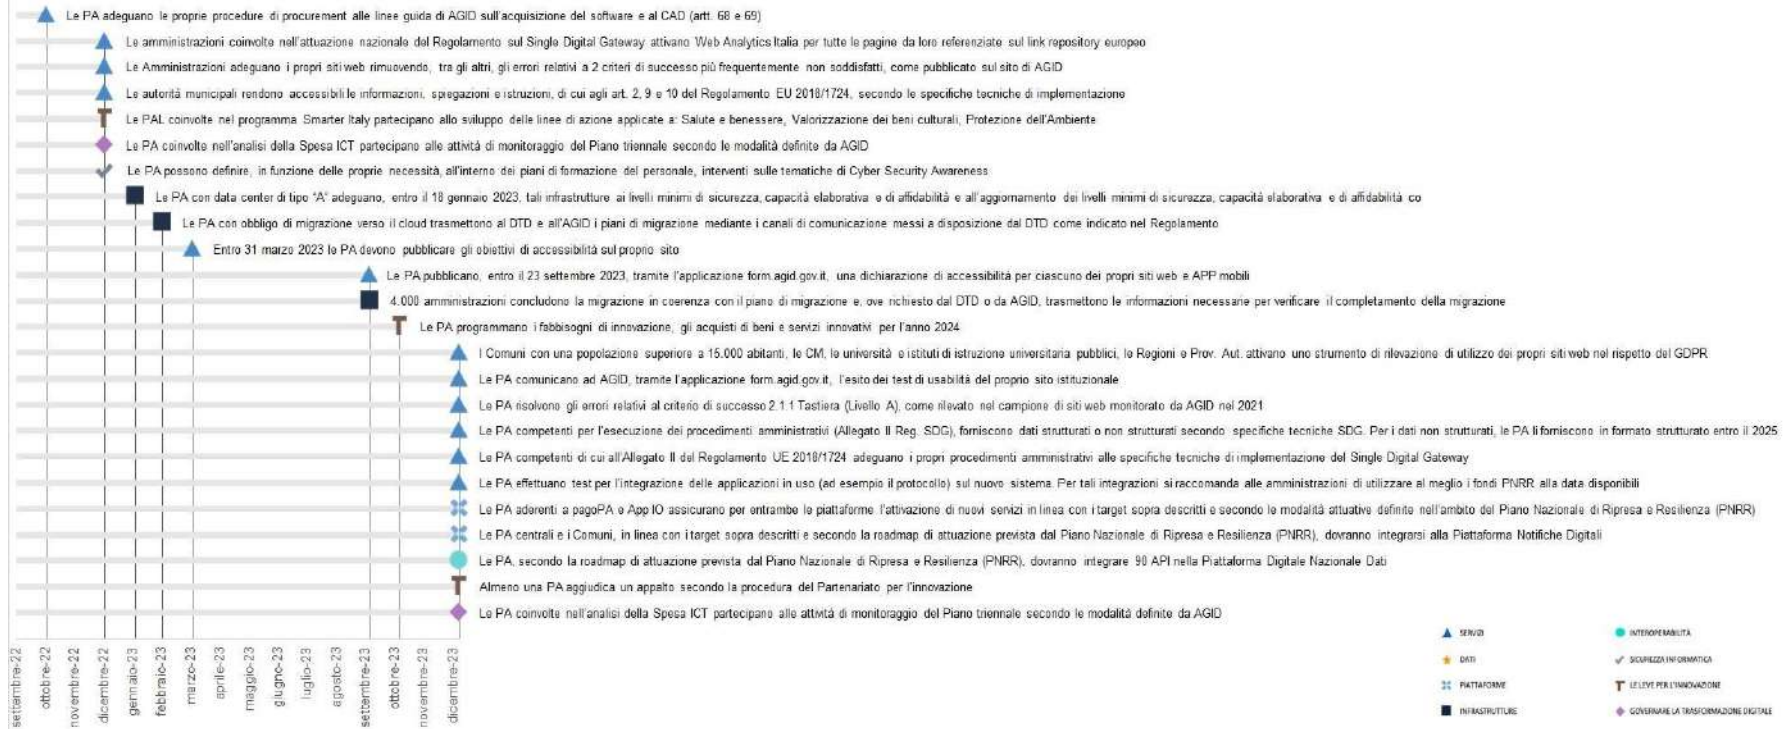 Le PA adeguano le proprie procedure di procurement alle linee guida di AGID sull'acquisizione del software e al CAD (artt. 68 e 69)
Le amministrazioni coinvolte nell'attuazione nazionale del Regolamento sul Single Digital Gateway attivano Web Analytics Italia per tutte le pagine da loro referenziate sul link repository europeo
Le Amministrazioni adeguano i propri siti web rimuovendo, tra gli altri, gli errori relativi a 2 criteri di successo più frequentemente non soddisfatti, come pubblicato sul sito di AGID
Le autorità municipali rendono accessibili le informazioni, spiegazioni e istruzioni, di cui agli art. 2, 9 e 10 del Regolamento EU 2018/1724, secondo le specifiche tecniche di implementazione
Le PAL coinvolte nel programma Smarter Italy partecipano allo sviluppo delle linee di azione applicate a: Salute e benessere, Valorizzazione dei beni culturali, Protezione dell'Ambiente
Le PA coinvolte nell'analisi della Spesa ICT partecipano alle attività di monitoraggio del Piano triennale secondo le modalità definite da AGID
Le PA possono definire, in funzione delle proprie necessità, all'interno dei piani di formazione del personale, interventi sulle tematiche di Cyber Security Awareness
Le PA con data center di tipo "A" adeguano, entro il 18 gennaio 2023, tali infrastrutture ai livelli minimi di sicurezza, capacità elaborativa e di affidabilità e all'aggiornamento dei livelli minimi di sicurezza, capacità elaborativa e di affidabilità co
Le PA con obbligo di migrazione verso il cloud trasmettono al DTD e all'AGID i piani di migrazione mediante i canali di comunicazione messi a disposizione dal DTD come indicato nel Regolamento
Entro 31 marzo 2023 le PA devono pubblicare gli obiettivi di accessibilità sul proprio sito
Le PA pubblicano, entro il 23 settembre 2023, tramite l'applicazione form.agid.gov.it, una dichiarazione di accessibilità per ciascuno dei propri siti web e APP mobili
4.000 amministrazioni concludono la migrazione in coerenza con il piano di migrazione e, ove richiesto dal DTD o da AGID, trasmettono le informazioni necessarie per verificare il completamento della migrazione
Le PA programmano i fabbisogni di innovazione, gli acquisti di beni e servizi innovativi per l'anno 2024
I Comuni con una popolazione superiore a 15.000 abitanti, le CM, le università e istituti di istruzione universitaria pubblici, le Regioni e Prov. Aut. attivano uno strumento di rilevazione di utilizzo dei propri siti web nel rispetto del GDPR
Le PA comunicano ad AGID, tramite l'applicazione form.agid.gov.it, l'esito dei test di usabilità del proprio sito istituzionale
Le PA risolvono gli errori relativi al criterio di successo 2.1.1 Tastiera (Livello A), come rilevato nel campione di siti web monitorato da AGID nel 2021
Le PA competenti per l'esecuzione dei procedimenti amministrativi (Allegato II Reg. SDG), forniscono dati strutturati o non strutturati secondo specifiche tecniche SDG. Per i dati non strutturati, le PA li forniscono in formato strutturato entro il 2025
Le PA competenti di cui all'Allegato II del Regolamento UE 2018/1724 adeguano i propri procedimenti amministrativi alle specifiche tecniche di implementazione del Single Digital Gateway
Le PA effettuano test per l'integrazione delle applicazioni in uso (ad esempio il protocollo) sul nuovo sistema. Per tali integrazioni si raccomanda alle amministrazioni di utilizzare al meglio i fondi PNRR alla data disponibili
Le PA aderenti a pagoPA e App IO assicurano per entrambe le piattaforme l'attivazione di nuovi servizi in linea con i target sopra descritti e secondo le modalità attuative definite nell'ambito del Piano Nazionale di Ripresa e Resilienza (PNRR)
Le PA centrali e i Comuni, in linea con i target sopra descritti e secondo la roadmap di attuazione prevista dal Piano Nazionale di Ripresa e Resilienza (PNRR), dovranno integrarsi alla Piattaforma Notifiche Digitali
Le PA, secondo la roadmap di attuazione prevista dal Piano Nazionale di Ripresa e Resilienza (PNRR), dovranno integrare 90 API nella Piattaforma Digitale Nazionale Dati
Almeno una PA aggiudica un appalto secondo la procedura del Partenariato per l'innovazione
Le PA coinvolte nell'analisi della Spesa ICT partecipano alle attività di monitoraggio del Piano triennale secondo le modalità definite da AGID
settembre-22
ottobre-22
novembre-22
dicembre-22
gennaio-23
febbraio-23
marzo-23
aprile-23
maggio-23
giugno-23
luglio-23
agosto-23
settembre-23
ottobre-23
novembre-23
dicembre-23
SERVIZI
DATI
PIATTAFORME
INFRASTRUTTURE
INTEROPERABILITÀ
SICUREZZA INFORMATICA
LE LEVE PER L'INNOVAZIONE
GOVERNARE LA TRASFORMAZIONE DIGITALE